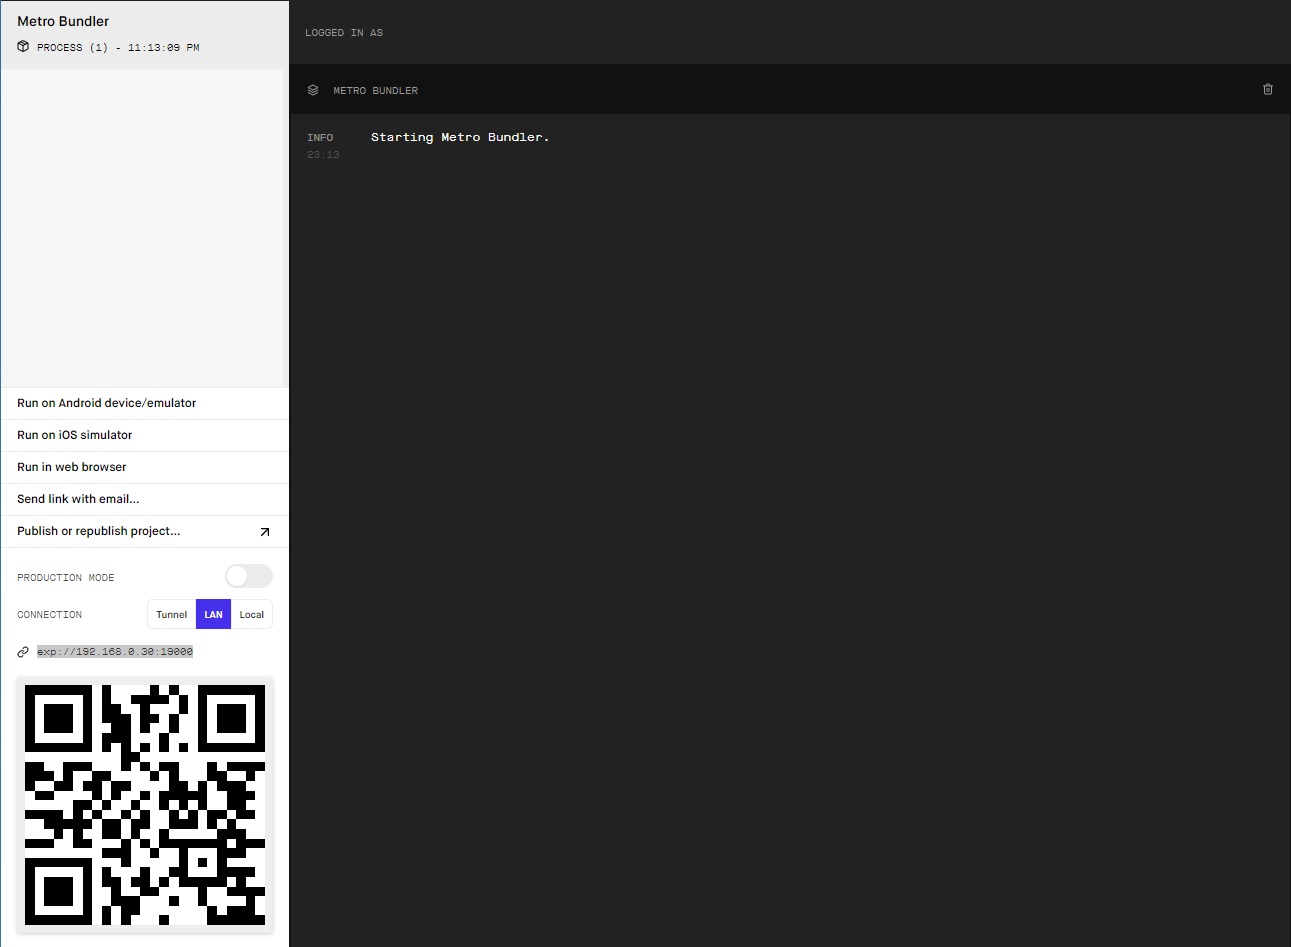 Metro Bundler
PROCESS (1) - 11:13:09 PM
LOGGED IN AS
METRO BUNDLER
INFO
23:13
Starting Metro Bundler.
Run on Android device/emulator
Run on iOS simulator
Run in web browser
Send link with email…
Publish or republish project…
PRODUCTION MODE
CONNECTION
Tunnel LAN Local
exp://192.168.0.30:19000